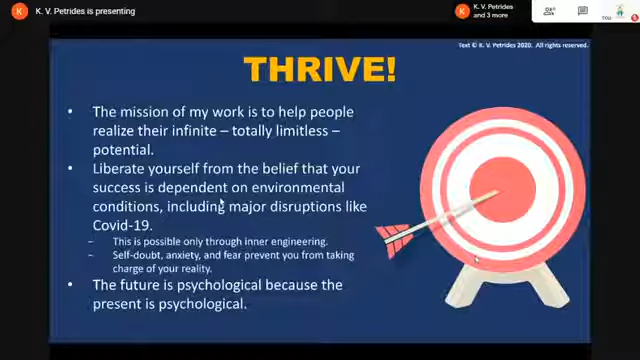 K
K. V. Petrides is presenting
K
K. V. Petrides
and 3 more
Text © K. V. Petrides 2020. All rights reserved.
THRIVE!
• The mission of my work is to help people
realize their infinite – totally limitless –
potential.
• Liberate yourself from the belief that your
success is dependent on environmental
conditions, including major disruptions like
Covid-19.
– This is possible only through inner engineering.
– Self-doubt, anxiety, and fear prevent you from taking
charge of your reality.
• The future is psychological because the
present is psychological.